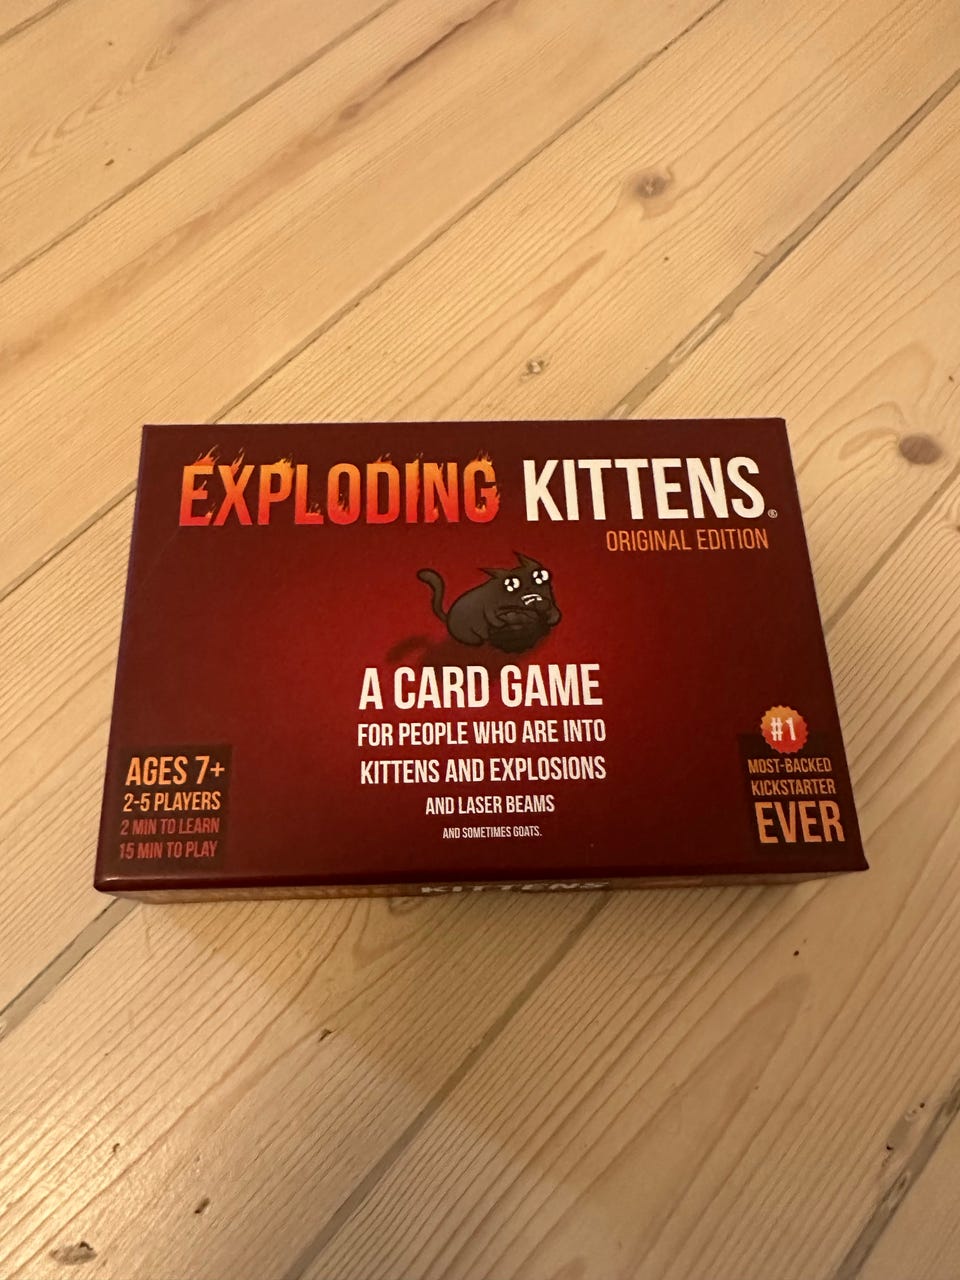 EXPLODING KITTENS®
ORIGINAL EDITION
A CARD GAME
FOR PEOPLE WHO ARE INTO
KITTENS AND EXPLOSIONS
AND LASER BEAMS
AND SOMETIMES GOATS.
AGES 7+
2-5 PLAYERS
2 MIN TO LEARN
15 MIN TO PLAY
#1
MOST-BACKED
KICKSTARTER
EVER
KITTENS